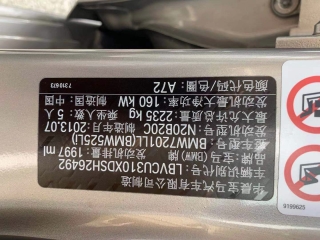 华晨宝马汽车有限公司制造
车辆识别代号 LBVCU310XDSH26492
品牌:宝马(BMW) 型号:BMW7201LL(BMW525LI)
发动机型号:N20B20C 发动机排量:1997 ml
最大允许总质量:2235 kg 制造年月:2013.07
发动机最大净功率:160 kW 乘坐人数:5 人
颜色代码/色圈:A72 制造国:中国
7310673
9199625